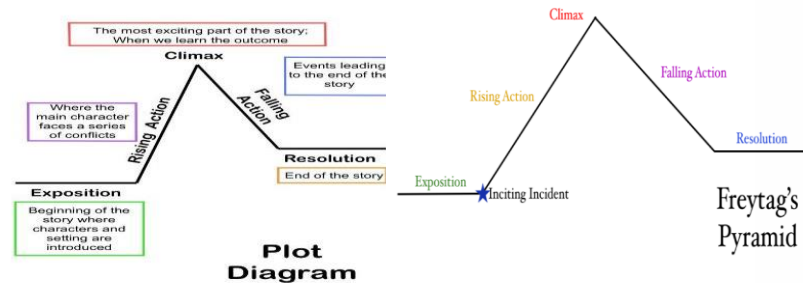 The most exciting part of the story;
When we learn the outcome
Climax
Events leading
to the end of the
story
Where the
main character
faces a series
of conflicts
Rising Action
Falling
Action
Resolution
End of the story
Exposition
Beginning of the
story where
characters and
setting are
introduced
Plot
Diagram
Climax
Rising Action
Falling Action
Resolution
Exposition
Inciting Incident
Freytag's
Pyramid